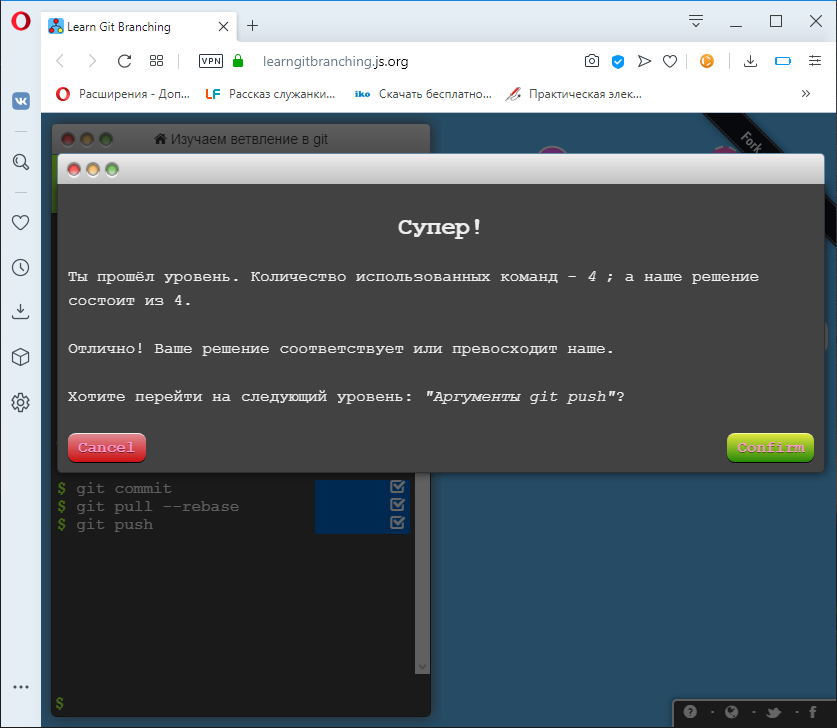 Learn Git Branching
VPN
learngitbranching.js.org
Расширения - Доп...
LF Рассказ служанки...
iko Скачать бесплатно...
Практическая элек...
Изучаем ветвление в git
Fork
Супер!
Ты прошёл уровень. Количество использованных команд - 4 ; а наше решение
состоит из 4.
Отлично! Ваше решение соответствует или превосходит наше.
Хотите перейти на следующий уровень: "Аргументы git push"?
Cancel
Confirm
$ git commit
$ git pull --rebase
$ git push
$